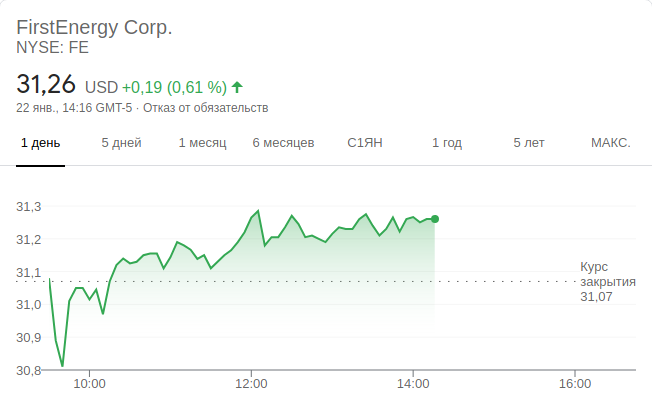 FirstEnergy Corp.
NYSE: FE
31,26 USD +0,19 (0,61 %)
22 янв., 14:16 GMT-5 · Отказ от обязательств
1 день 5 дней 1 месяц 6 месяцев С1ЯН 1 год 5 лет МАКС.
31,3
31,2
31,1
Курс
закрытия
31,07
31,0
30,9
30,8
10:00 12:00 14:00 16:00